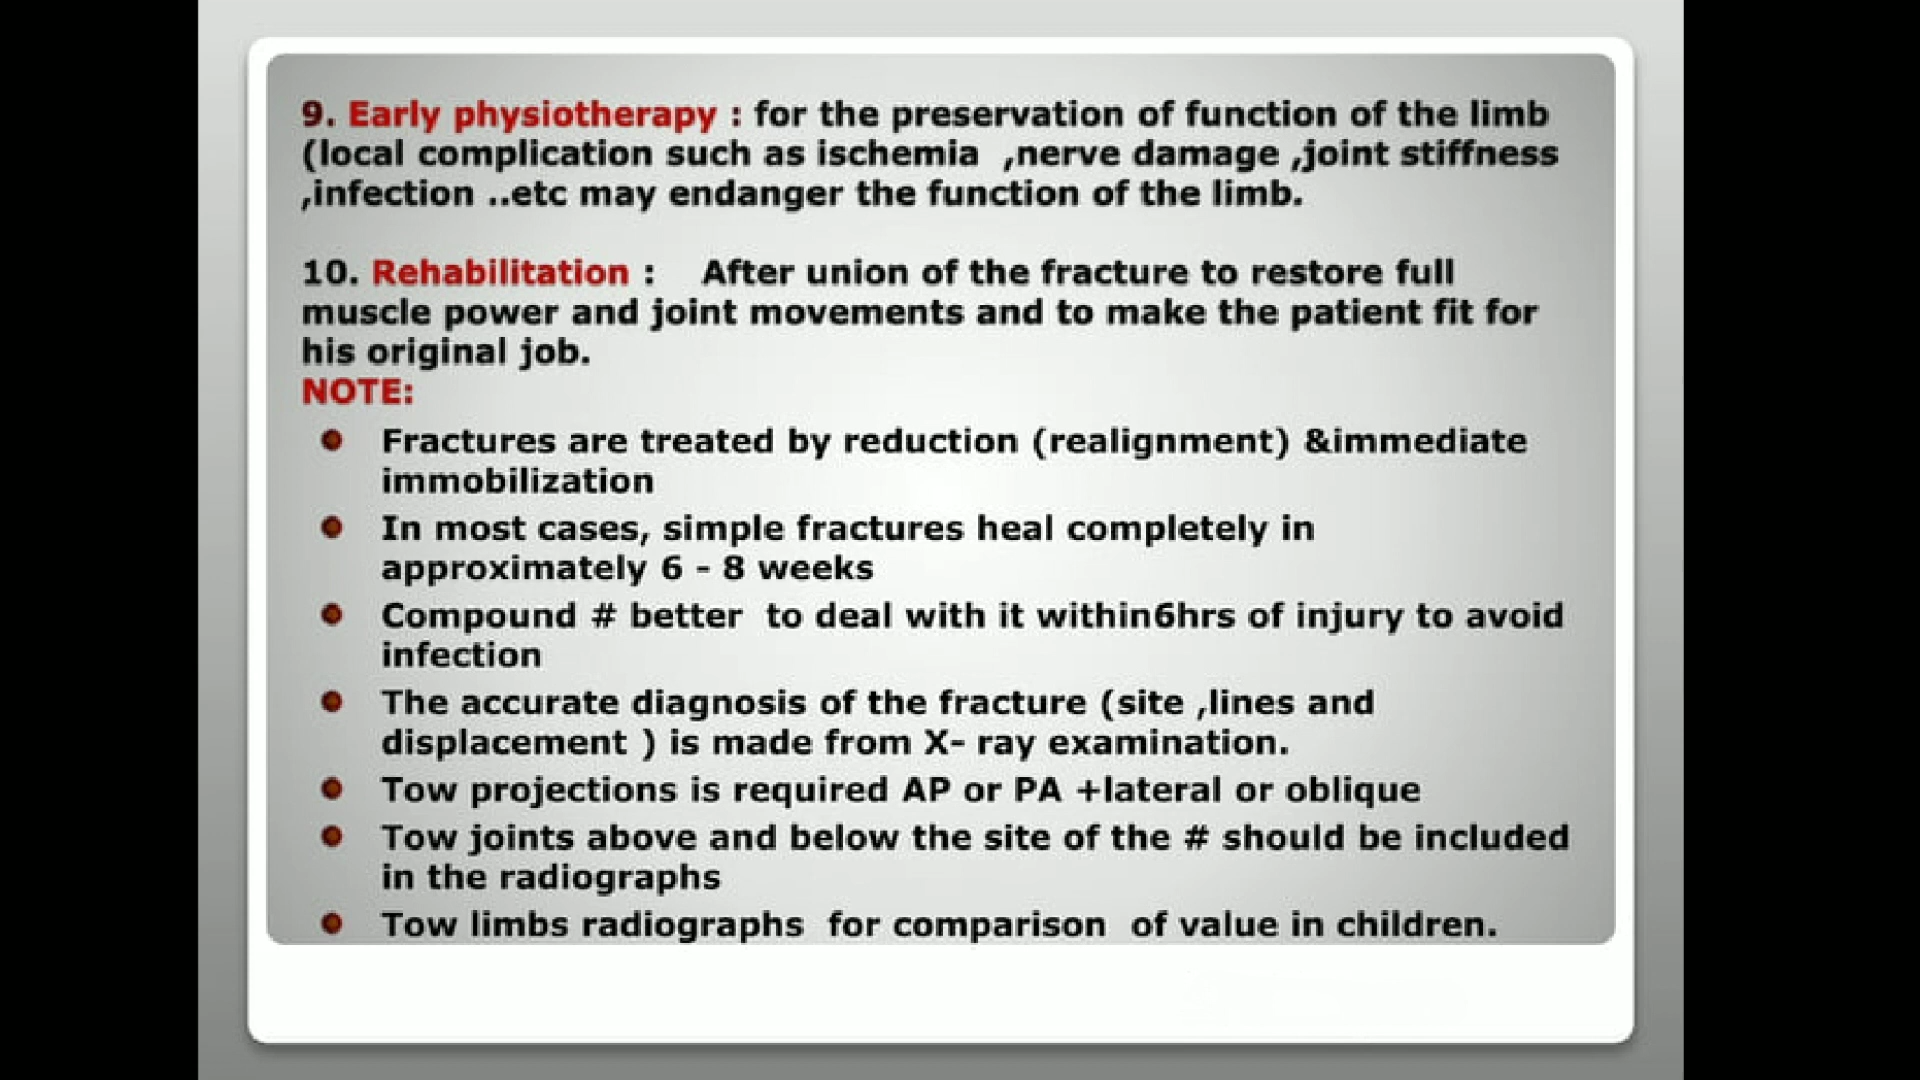 9. Early physiotherapy : for the preservation of function of the limb
(local complication such as ischemia ,nerve damage ,joint stiffness
,infection ..etc may endanger the function of the limb.
10. Rehabilitation : After union of the fracture to restore full
muscle power and joint movements and to make the patient fit for
his original job.
NOTE:
Fractures are treated by reduction (realignment) &immediate
immobilization
In most cases, simple fractures heal completely in
approximately 6 - 8 weeks
Compound # better to deal with it within6hrs of injury to avoid
infection
The accurate diagnosis of the fracture (site ,lines and
displacement ) is made from X- ray examination.
Tow projections is required AP or PA +lateral or oblique
Tow joints above and below the site of the # should be included
in the radiographs
Tow limbs radiographs for comparison of value in children.